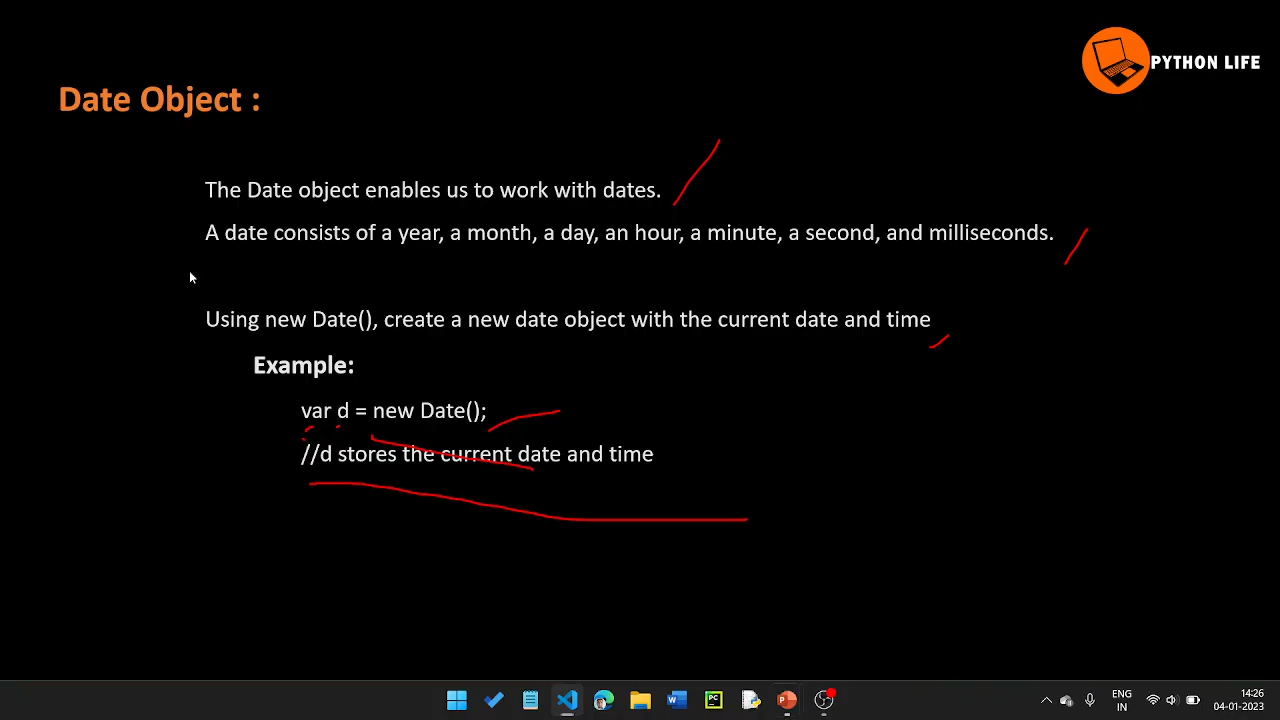 PYTHON LIFE
Date Object :
The Date object enables us to work with dates.
A date consists of a year, a month, a day, an hour, a minute, a second, and milliseconds.
Using new Date(), create a new date object with the current date and time
Example:
var d = new Date();
//d stores the current date and time
ENG
IN
14:26
04-01-2023